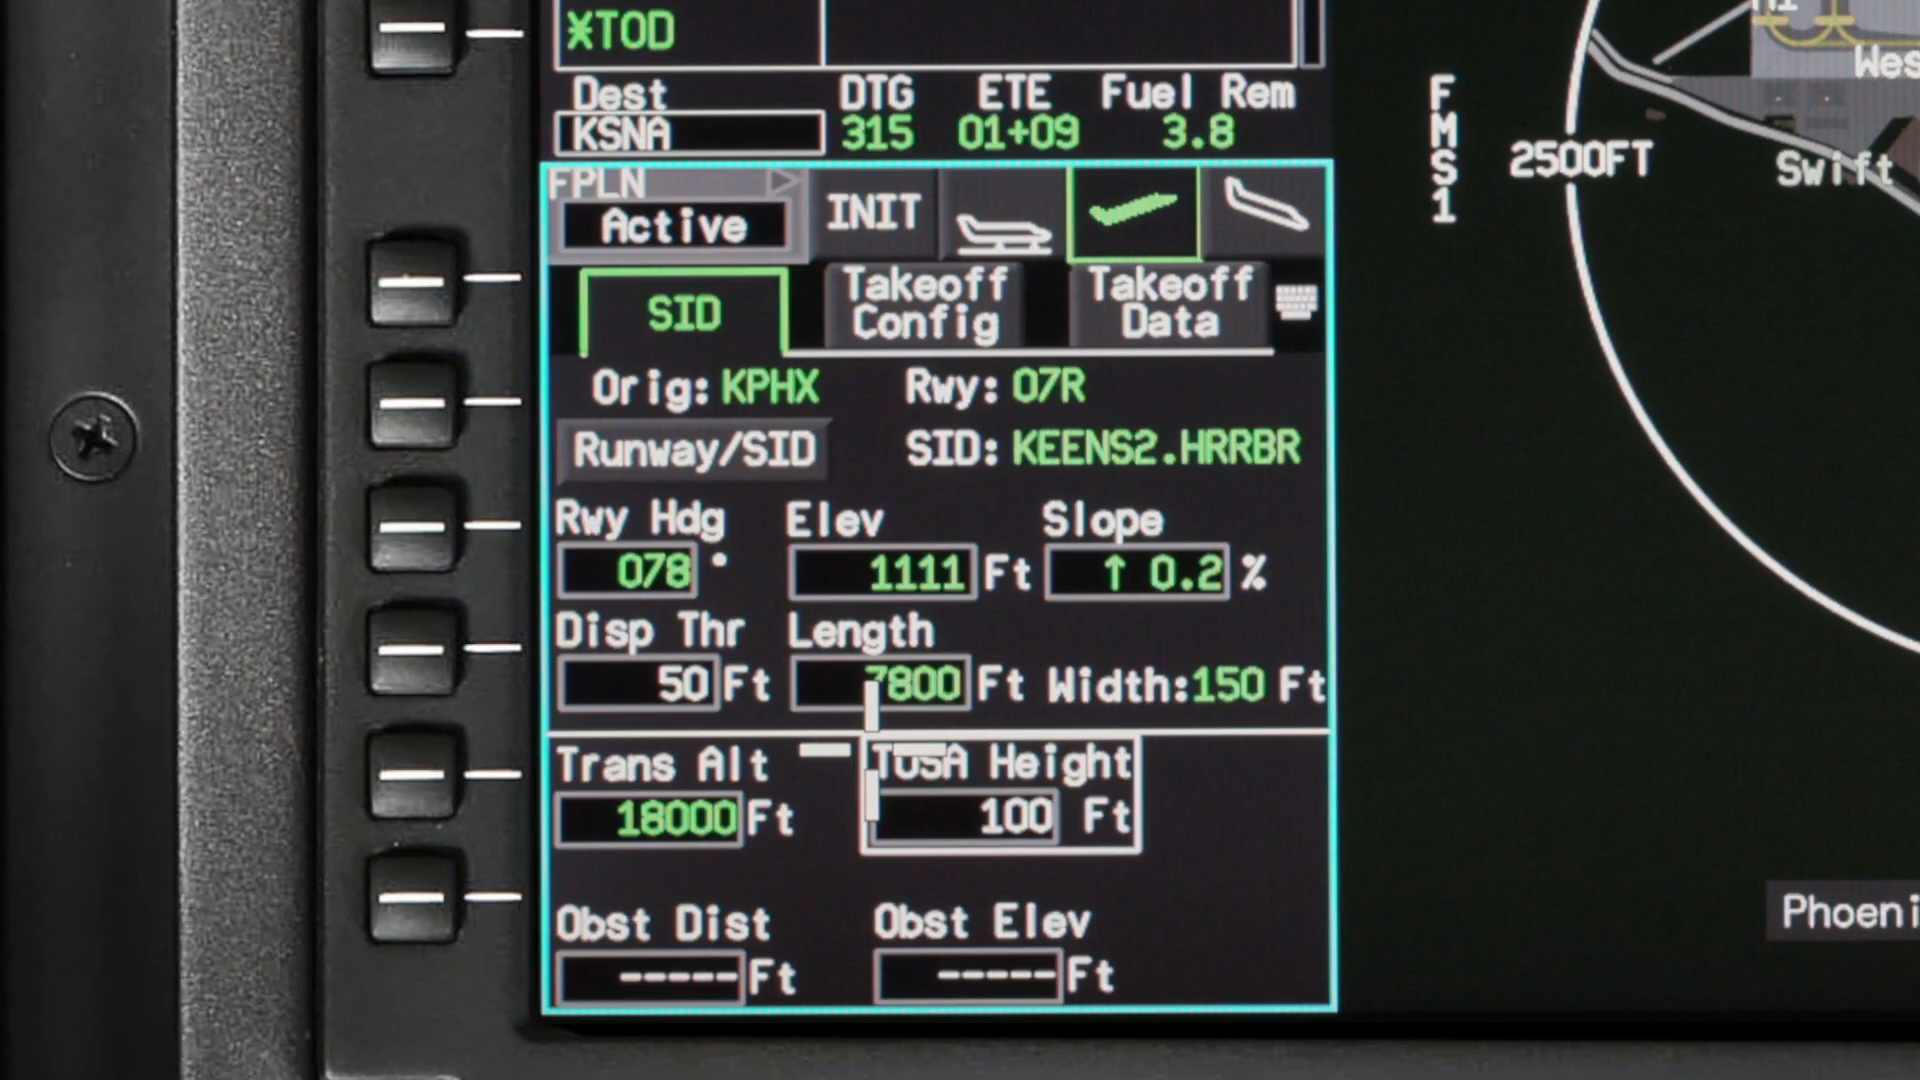 XTOD
Dest DTG ETE Fuel Rem
KSNA 315 01+09 3.8
FPLN
Active INIT
SID Takeoff Config Takeoff Data
Orig: KPHX Rwy: 07R
Runway/SID SID: KEENS2.HRRBR
Rwy Hdg Elev Slope
078 ° 1111 Ft ↑ 0.2 %
Disp Thr Length
50 Ft 7800 Ft Width: 150 Ft
Trans Alt TOSA Height
18000 Ft 100 Ft
Obst Dist Obst Elev
----- Ft ----- Ft
FMS1
2500FT
Wes
Swift
Phoeni